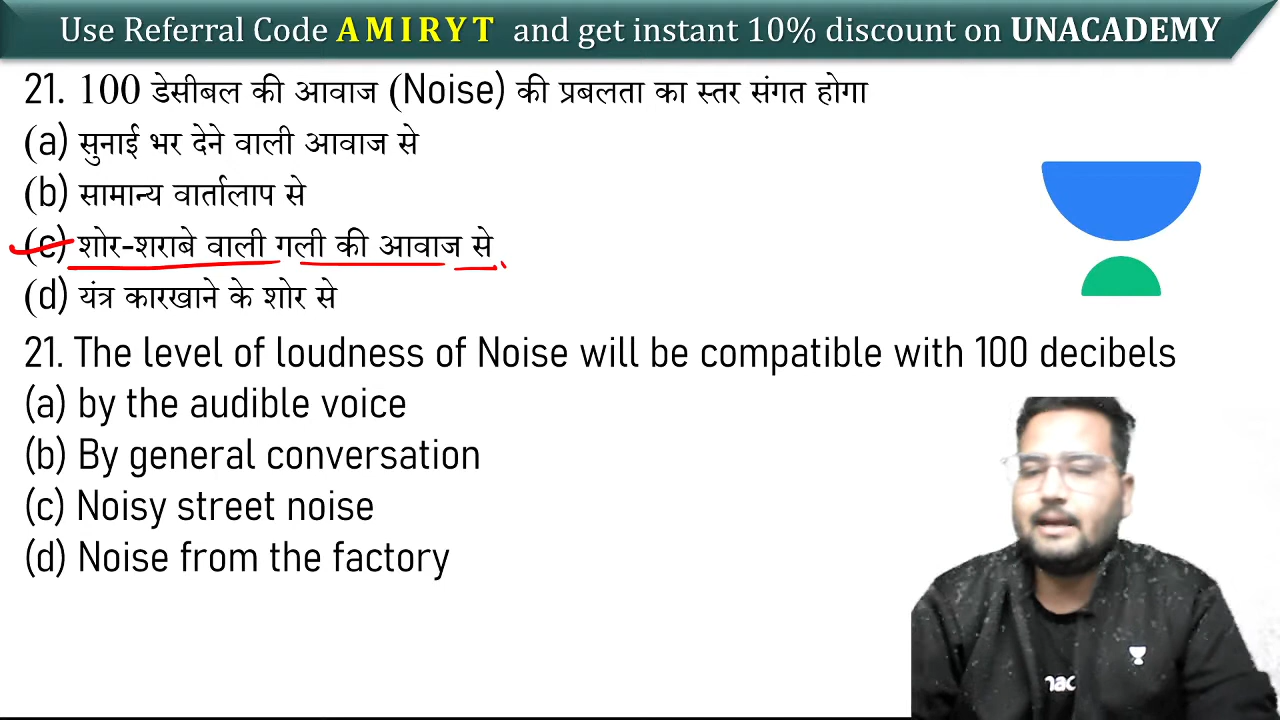 Use Referral Code AMIRYT and get instant 10% discount on UNACADEMY
21. 100 डेसीबल की आवाज (Noise) की प्रबलता का स्तर संगत होगा
(a) सुनाई भर देने वाली आवाज से
(b) सामान्य वार्तालाप से
(c) शोर-शराबे वाली गली की आवाज से
(d) यंत्र कारखाने के शोर से
21. The level of loudness of Noise will be compatible with 100 decibels
(a) by the audible voice
(b) By general conversation
(c) Noisy street noise
(d) Noise from the factory